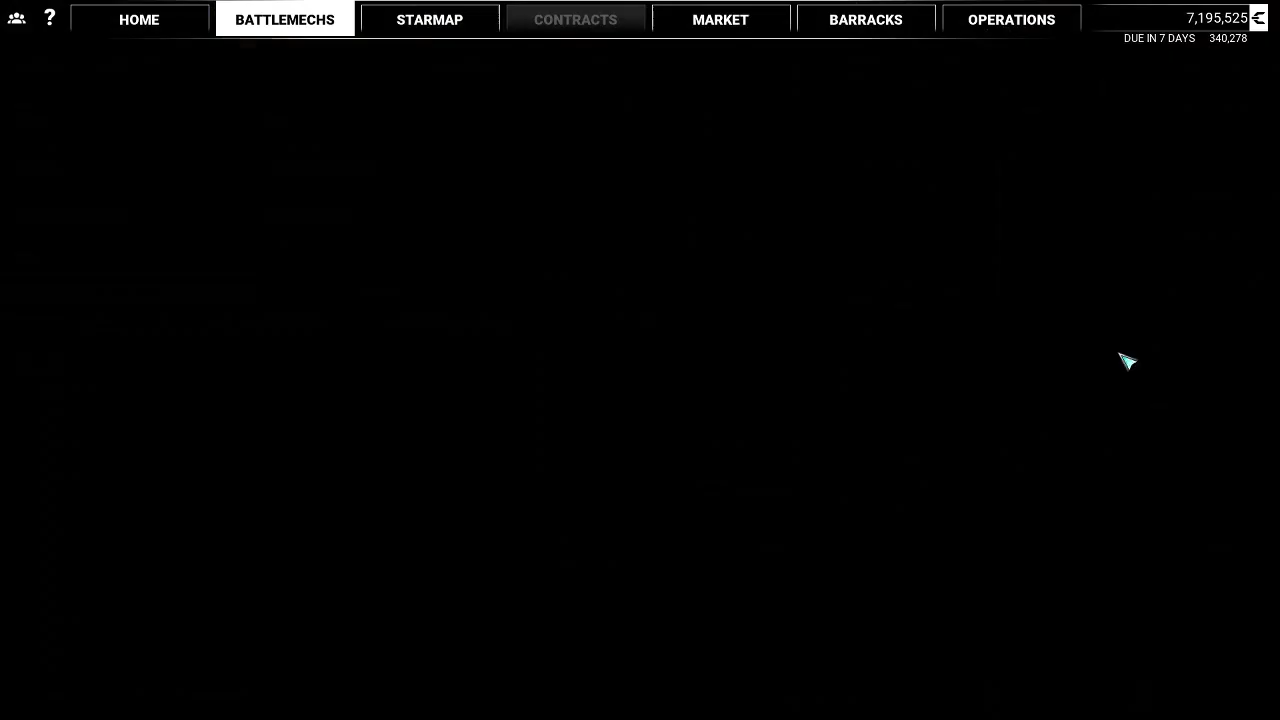 ? HOME BATTLEMECHS STARMAP CONTRACTS MARKET BARRACKS OPERATIONS 7,195,525
DUE IN 7 DAYS 340,278